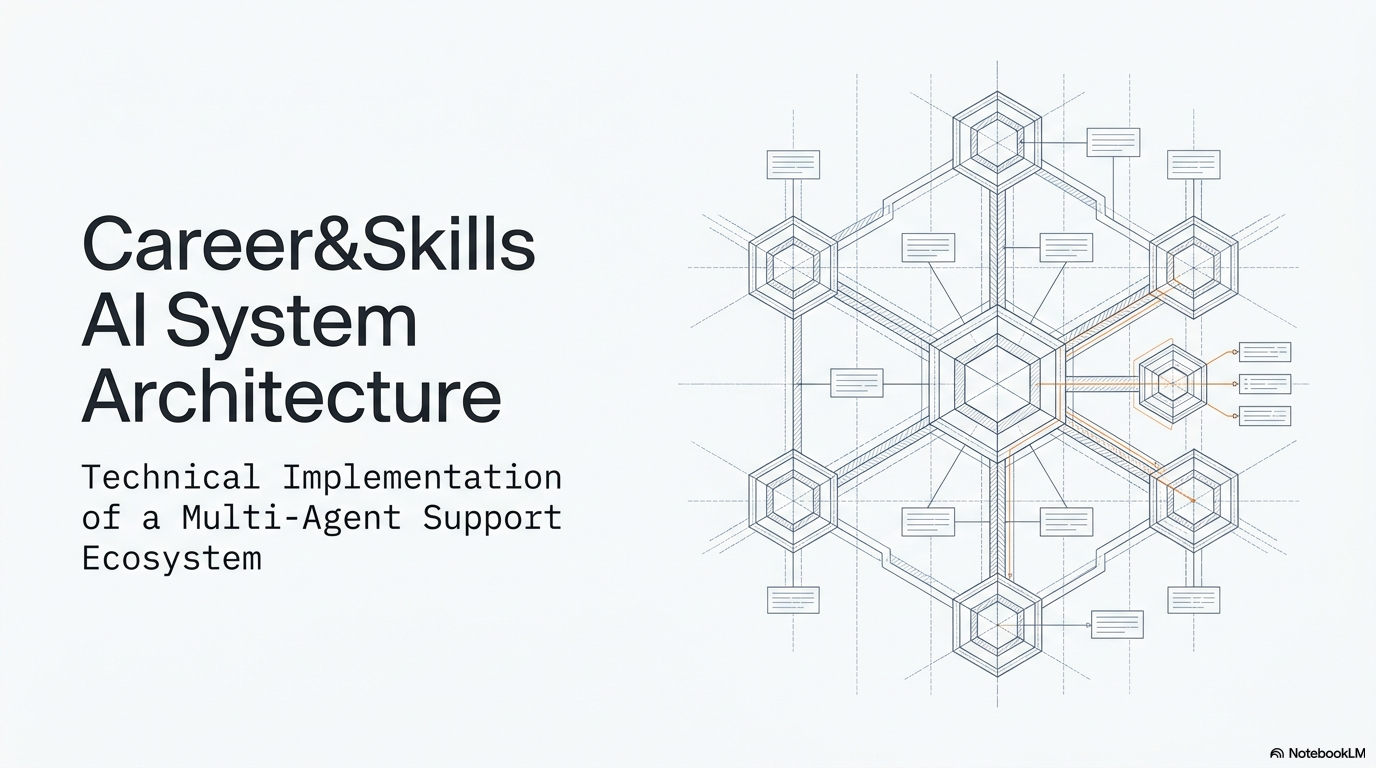 Career&Skills
AI System
Architecture
Technical Implementation
of a Multi-Agent Support
Ecosystem
NotebookLM